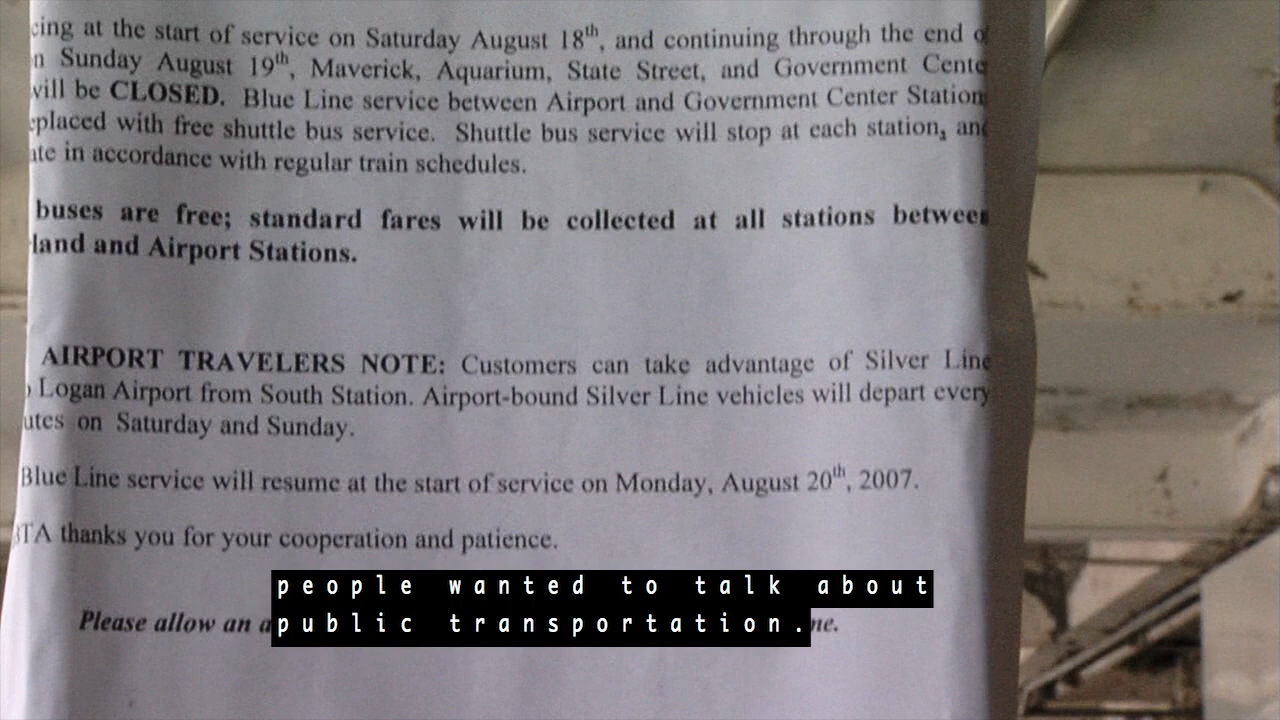 cing at the start of service on Saturday August 18th, and continuing through the end o
n Sunday August 19th, Maverick, Aquarium, State Street, and Government Cente
will be CLOSED. Blue Line service between Airport and Government Center Station
eplaced with free shuttle bus service. Shuttle bus service will stop at each station, and
ate in accordance with regular train schedules.
buses are free; standard fares will be collected at all stations between
land and Airport Stations.
AIRPORT TRAVELERS NOTE: Customers can take advantage of Silver Line
o Logan Airport from South Station. Airport-bound Silver Line vehicles will depart every
utes on Saturday and Sunday.
Blue Line service will resume at the start of service on Monday, August 20th, 2007.
BTA thanks you for your cooperation and patience.
people wanted to talk about
Please allow an a public transportation. me.